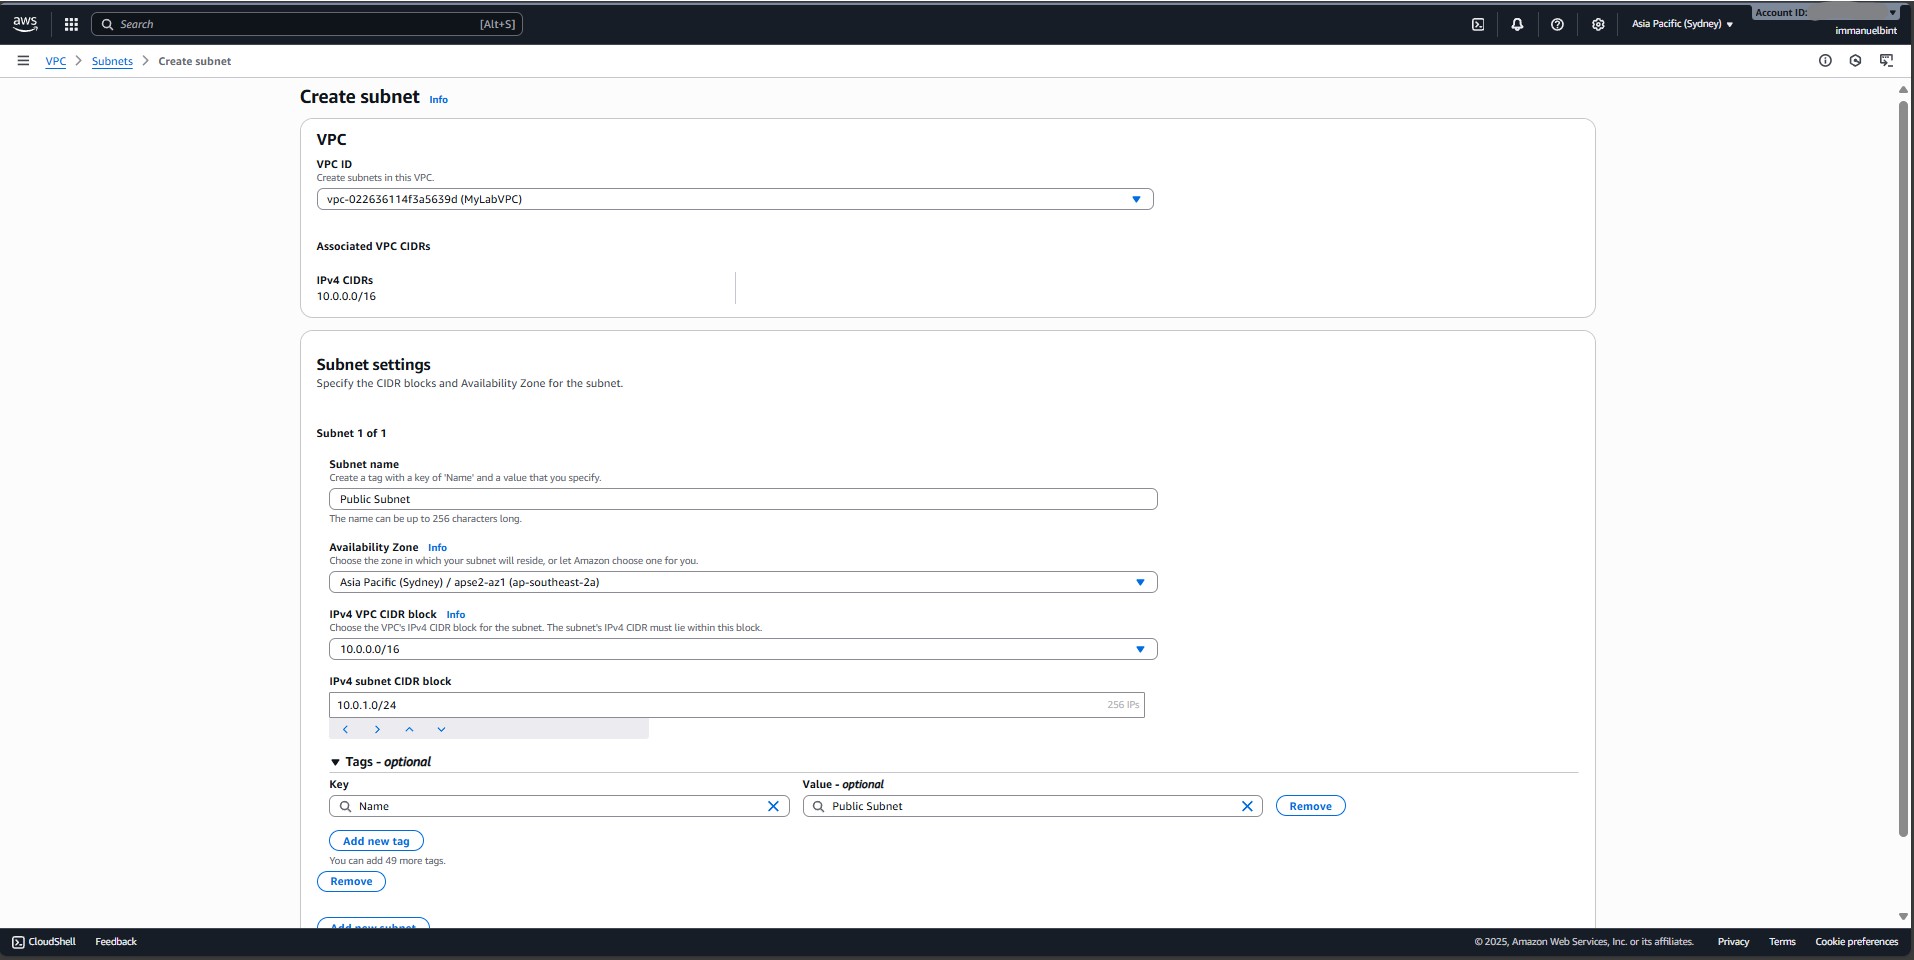 aws
Search [Alt+S]
Asia Pacific (Sydney)
Account ID:
immanuelbint
VPC
Subnets
Create subnet
Create subnet Info
VPC
VPC ID
Create subnets in this VPC.
vpc-022636114f3a5639d (MyLabVPC)
Associated VPC CIDRs
IPv4 CIDRs
10.0.0.0/16
Subnet settings
Specify the CIDR blocks and Availability Zone for the subnet.
Subnet 1 of 1
Subnet name
Create a tag with a key of 'Name' and a value that you specify.
Public Subnet
The name can be up to 256 characters long.
Availability Zone Info
Choose the zone in which your subnet will reside, or let Amazon choose one for you.
Asia Pacific (Sydney) / apse2-az1 (ap-southeast-2a)
IPv4 VPC CIDR block Info
Choose the VPC's IPv4 CIDR block for the subnet. The subnet's IPv4 CIDR must lie within this block.
10.0.0.0/16
IPv4 subnet CIDR block
10.0.1.0/24 256 IPs
Tags - optional
Key Value - optional
Name Public Subnet Remove
Add new tag
You can add 49 more tags.
Remove
Add new subnet
CloudShell Feedback © 2025, Amazon Web Services, Inc. or its affiliates. Privacy Terms Cookie preferences